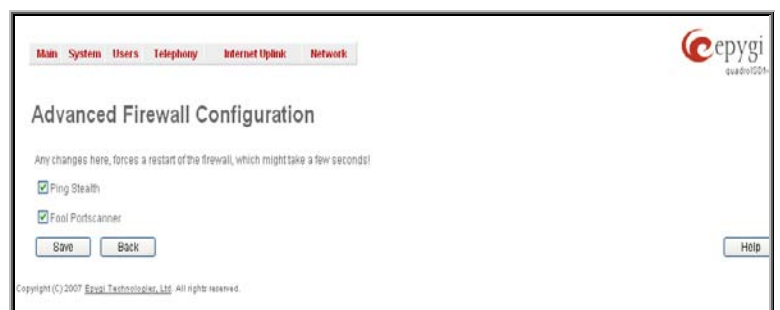 Main System Users Telephony Internet Uplink Network
epygi
Advanced Firewall Configuration
Any changes here, forces a restart of the firewall, which might take a few seconds!
Ping Stealth
Fool Portscanner
Save Back
Help
Copyright (C) 2007 Epygi Technologies, Ltd. All rights reserved.